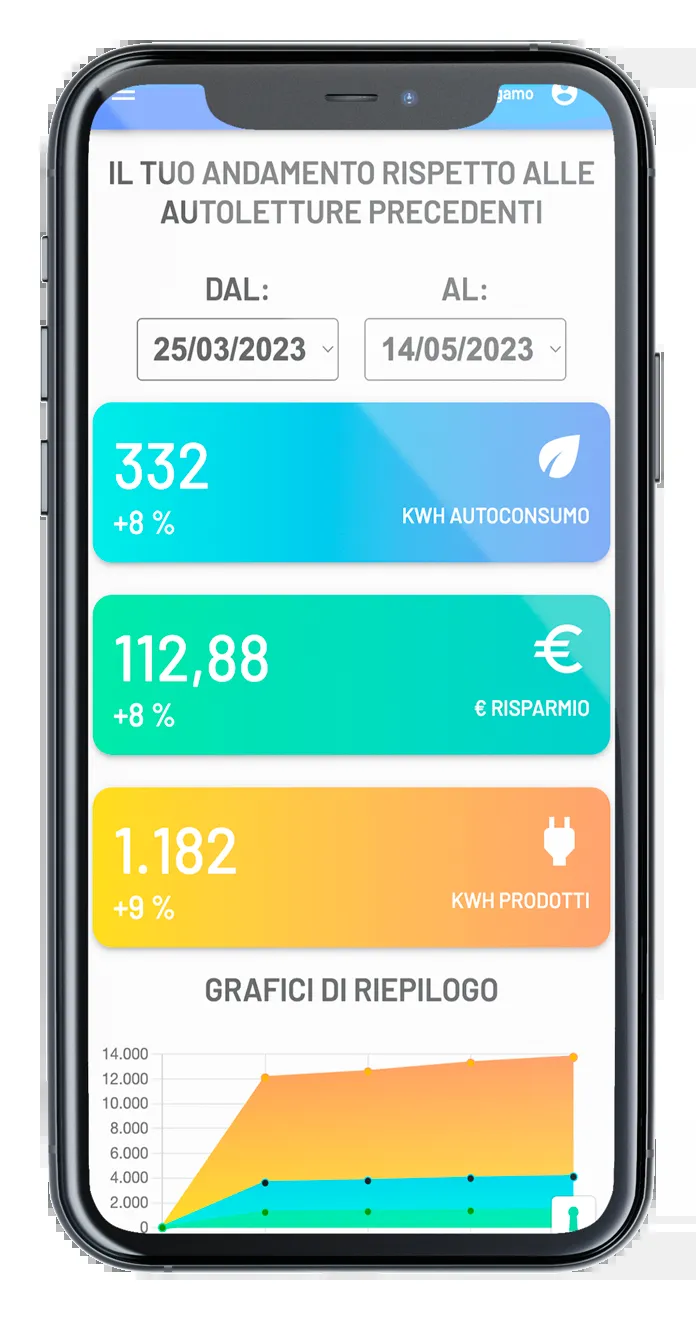 IL TUO ANDAMENTO RISPETTO ALLE
AUTOLETTURE PRECEDENTI
DAL: AL:
25/03/2023 14/05/2023
332
+8 %
KWH AUTOCONSUMO
112,88
+8 %
€
€ RISPARMIO
1.182
+9 %
KWH PRODOTTI
GRAFICI DI RIEPILOGO
14.000
12.000
10.000
8.000
6.000
4.000
2.000
0